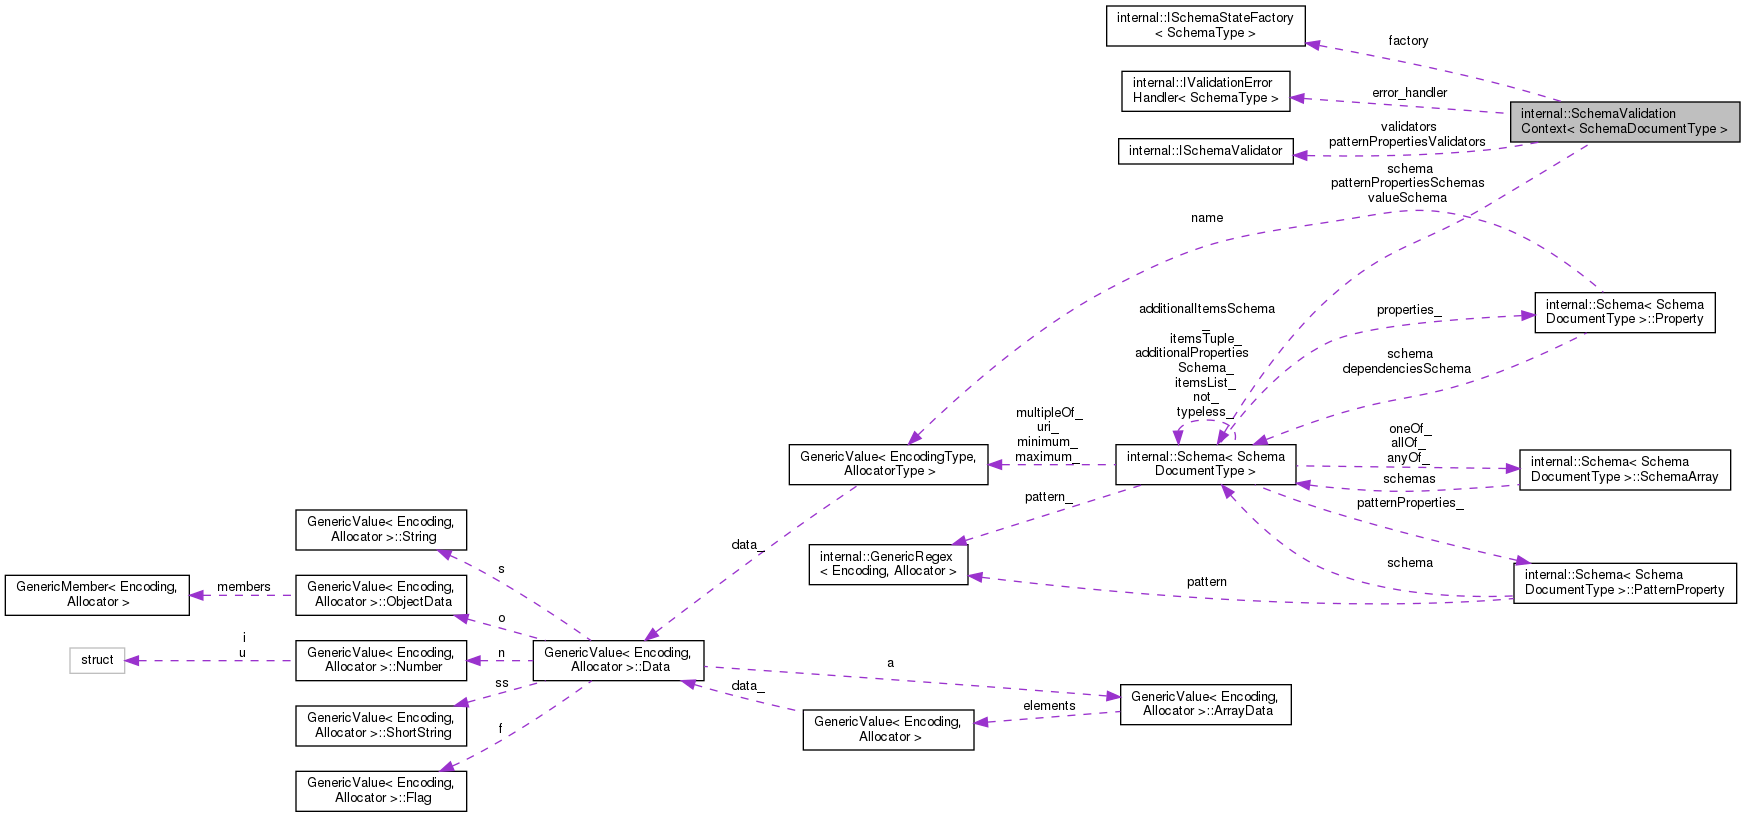 internal::ISchemaStateFactory
< SchemaType >
factory
internal::IValidationError
Handler< SchemaType >
error_handler
internal::SchemaValidation
Context< SchemaDocumentType >
validators
patternPropertiesValidators
internal::ISchemaValidator
schema
patternPropertiesSchemas
valueSchema
name
additionalItemsSchema
_
itemsTuple_
additionalProperties
Schema_
itemsList_
not_
typeless_
properties_
internal::Schema< Schema
DocumentType >::Property
schema
dependenciesSchema
multipleOf_
uri_
minimum_
maximum_
GenericValue< EncodingType,
AllocatorType >
internal::Schema< Schema
DocumentType >
oneOf_
allOf_
anyOf_
internal::Schema< Schema
DocumentType >::SchemaArray
schemas
pattern_
patternProperties_
GenericValue< Encoding,
Allocator >::String
data_
internal::GenericRegex
< Encoding, Allocator >
schema
pattern
internal::Schema< Schema
DocumentType >::PatternProperty
s
GenericMember< Encoding,
Allocator >
members
GenericValue< Encoding,
Allocator >::ObjectData
o
struct
i
u
GenericValue< Encoding,
Allocator >::Number
n
GenericValue< Encoding,
Allocator >::Data
a
ss
data_
GenericValue< Encoding,
Allocator >::ArrayData
elements
GenericValue< Encoding,
Allocator >::ShortString
GenericValue< Encoding,
Allocator >
f
GenericValue< Encoding,
Allocator >::Flag